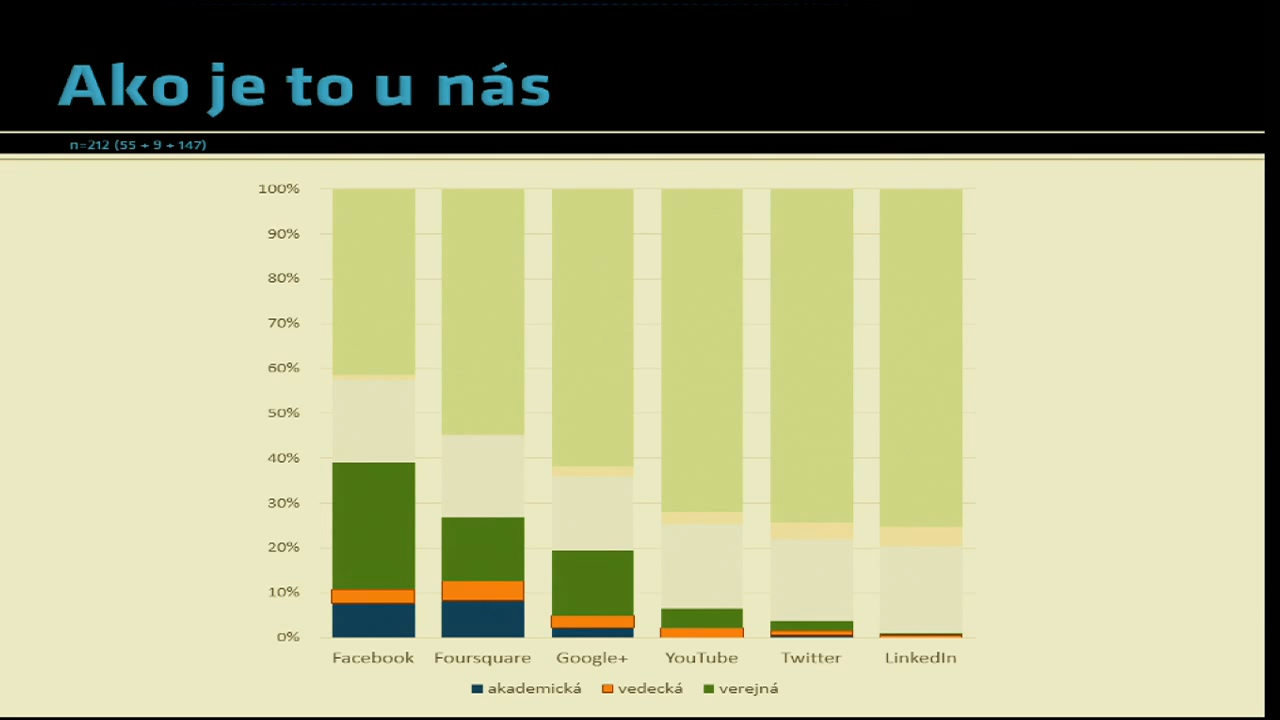 Ako je to u nás
n=212 (55 + 9 + 147)
100%
90%
80%
70%
60%
50%
40%
30%
20%
10%
0%
Facebook Foursquare Google+ YouTube Twitter LinkedIn
akademická vedecká verejná